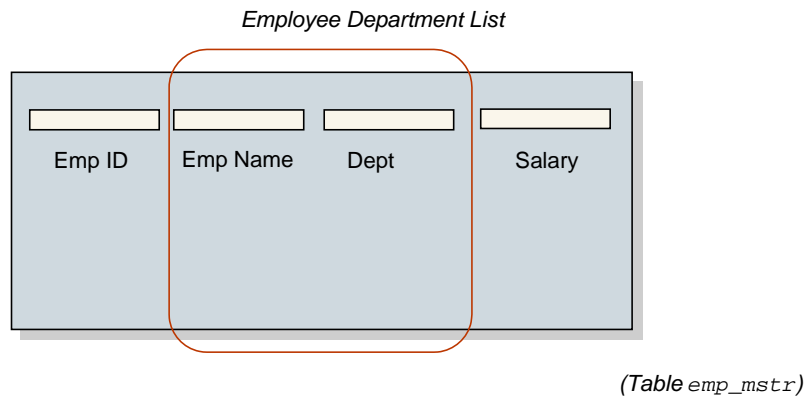 Employee Department List
Emp ID Emp Name Dept Salary
(Table emp_mstr)